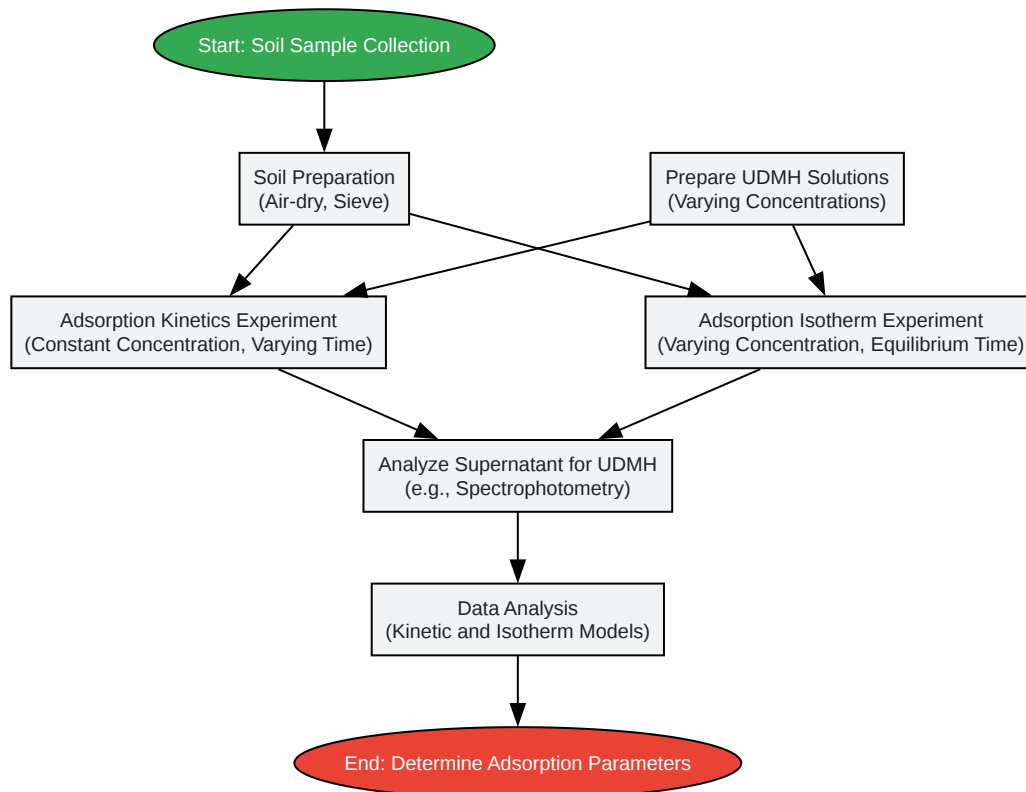 Start: Soil Sample Collection
Soil Preparation
(Air-dry, Sieve)
Prepare UDMH Solutions
(Varying Concentrations)
Adsorption Kinetics Experiment
(Constant Concentration, Varying Time)
Adsorption Isotherm Experiment
(Varying Concentration, Equilibrium Time)
Analyze Supernatant for UDMH
(e.g., Spectrophotometry)
Data Analysis
(Kinetic and Isotherm Models)
End: Determine Adsorption Parameters